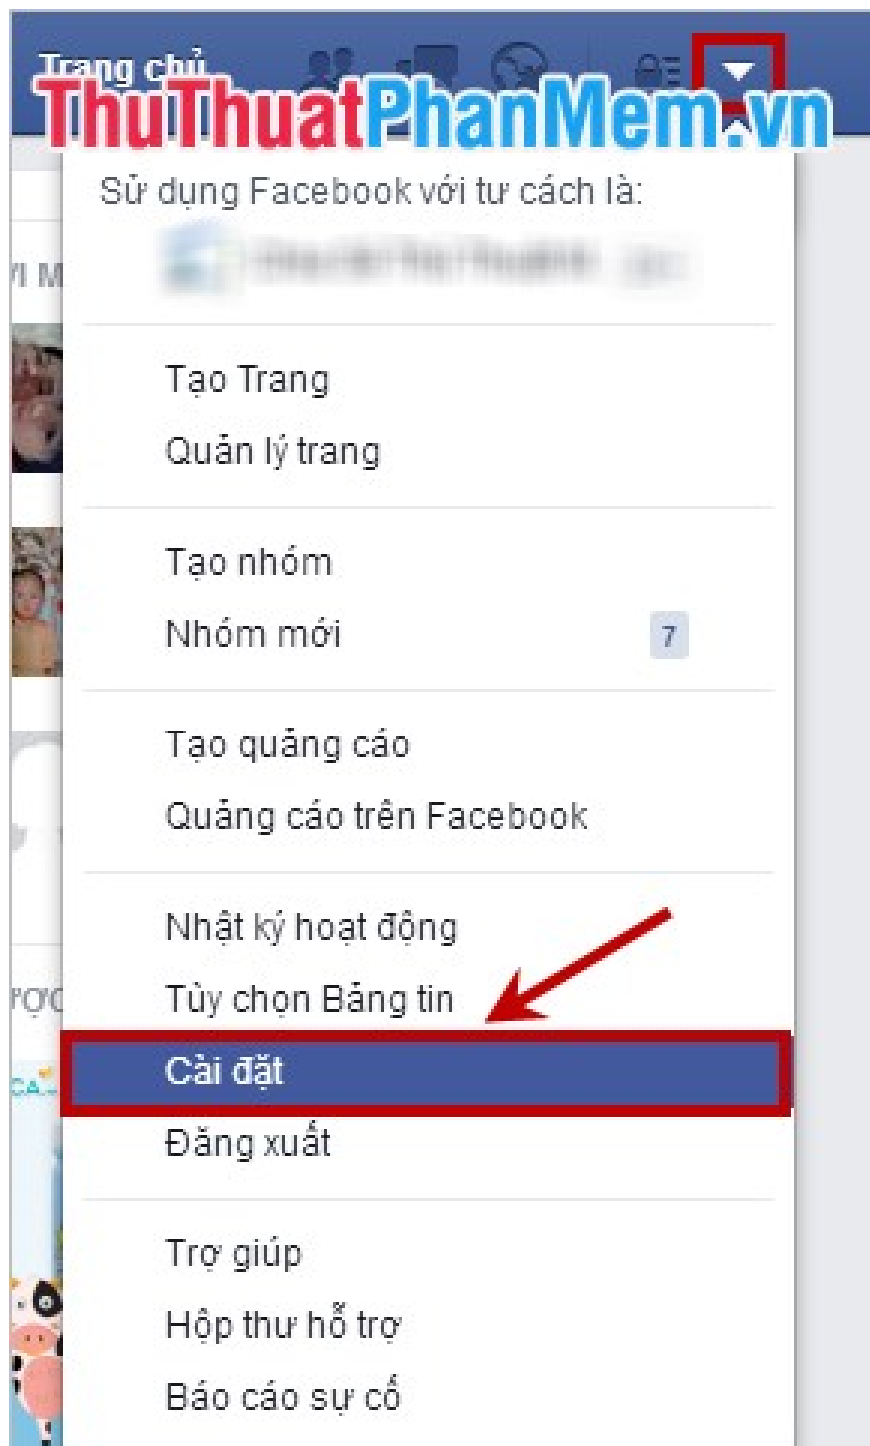 Trang chủ
ThuThuatPhanMem.vn
Sử dụng Facebook với tư cách là:
Tạo Trang
Quản lý trang
Tạo nhóm
Nhóm mới 7
Tạo quảng cáo
Quảng cáo trên Facebook
Nhật ký hoạt động
Tùy chọn Bảng tin
Cài đặt
Đăng xuất
Trợ giúp
Hộp thư hỗ trợ
Báo cáo sự cố